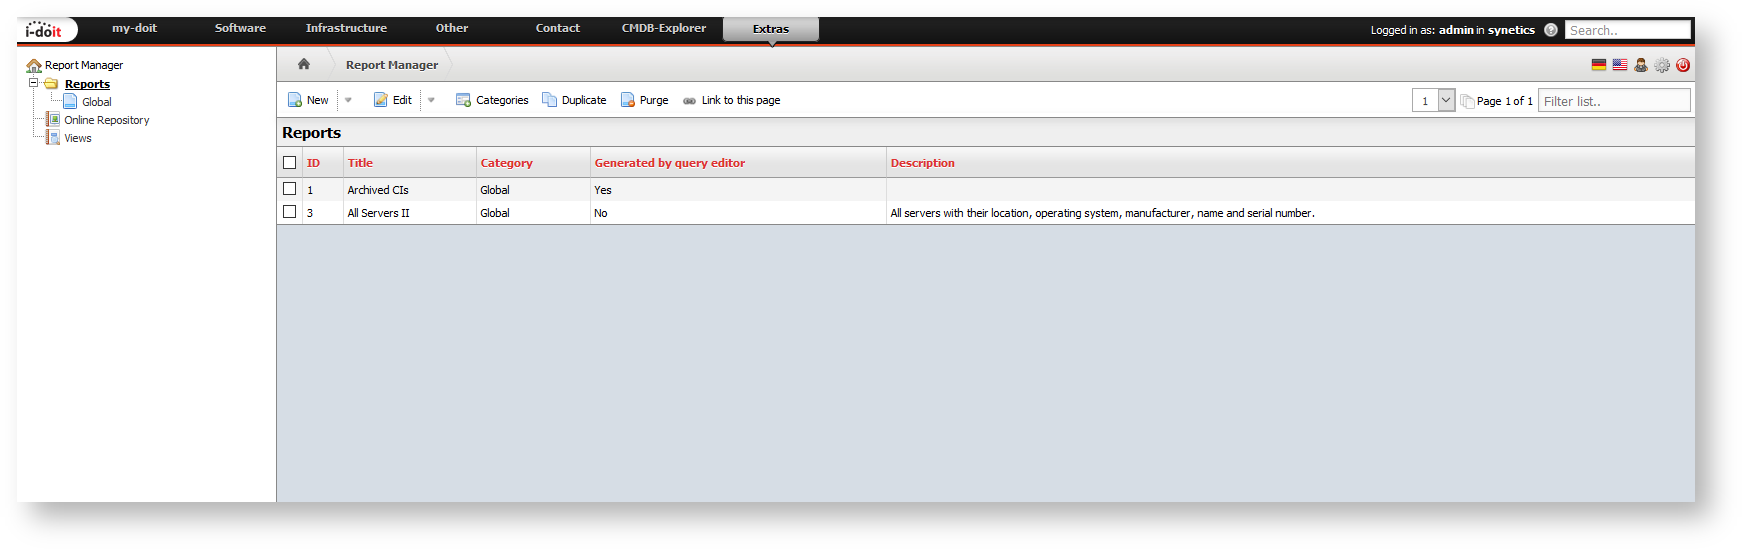 i-doit my-doit Software Infrastructure Other Contact CMDB-Explorer Extras Logged in as: admin in synetics ? Search..
Report Manager
Reports
Global
Online Repository
Views
Report Manager
New Edit Categories Duplicate Purge Link to this page 1 Page 1 of 1 Filter list..
Reports
ID Title Category Generated by query editor Description
1 Archived CIs Global Yes
3 All Servers II Global No All servers with their location, operating system, manufacturer, name and serial number.